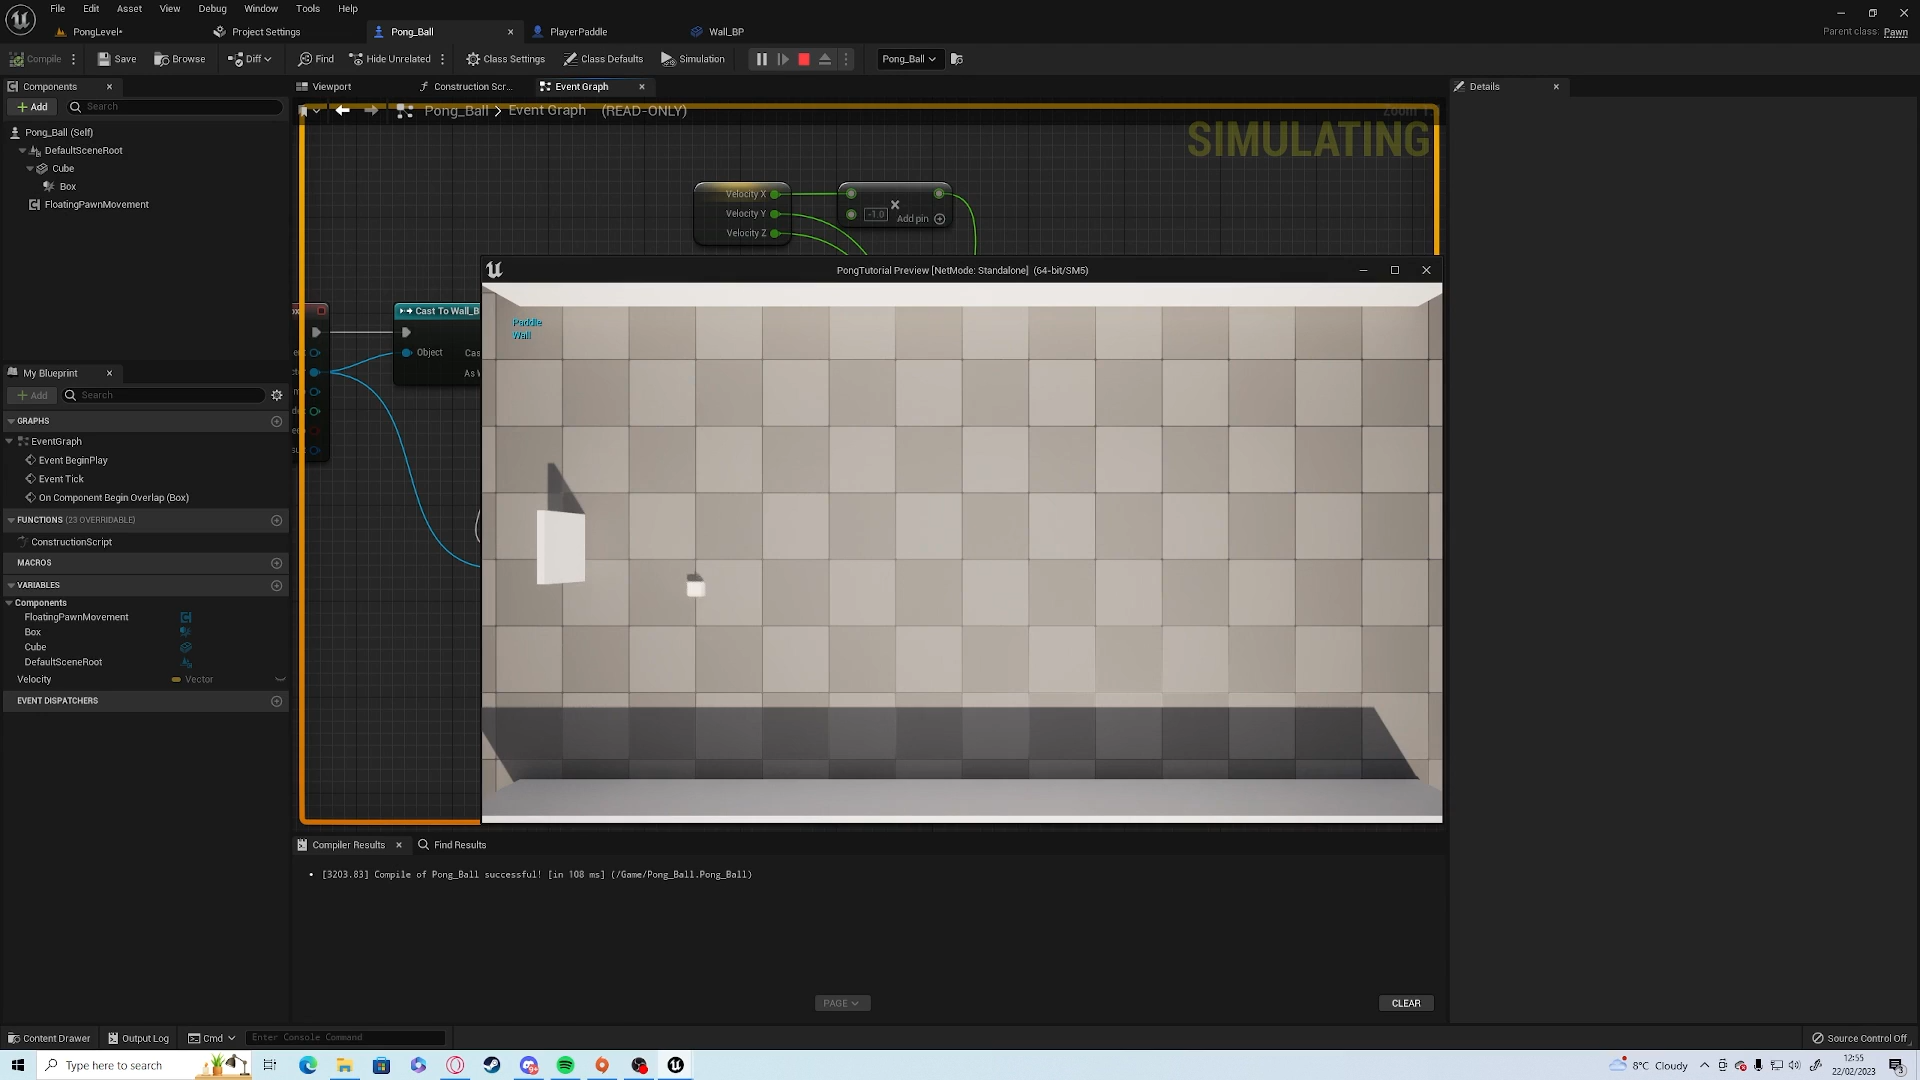 File Edit Asset View Debug Window Tools Help
PongLevel* Project Settings Pong_Ball PlayerPaddle Wall_BP
Parent class: Pawn
Compile Save Browse Diff Find Hide Unrelated Class Settings Class Defaults Simulation Pong_Ball
Components
Add Search
Pong_Ball (Self)
DefaultSceneRoot
Cube
Box
FloatingPawnMovement
Viewport Construction Scr... Event Graph
Pong_Ball > Event Graph (READ-ONLY)
SIMULATING
Details
Velocity X
Velocity Y
Velocity Z
-1.0
Add pin
Cast To Wall_B
Object
Cas
As W
PongTutorial Preview [NetMode: Standalone] (64-bit/SM5)
Paddle
Wall
My Blueprint
Add Search
GRAPHS
EventGraph
Event BeginPlay
Event Tick
On Component Begin Overlap (Box)
FUNCTIONS (23 OVERRIDABLE)
ConstructionScript
MACROS
VARIABLES
Components
FloatingPawnMovement
Box
Cube
DefaultSceneRoot
Velocity Vector
EVENT DISPATCHERS
Compiler Results Find Results
[3203.83] Compile of Pong_Ball successful! [in 108 ms] (/Game/Pong_Ball.Pong_Ball)
PAGE CLEAR
Content Drawer Output Log Cmd Enter Console Command Source Control Off
Type here to search
8°C Cloudy
12:55
22/02/2023